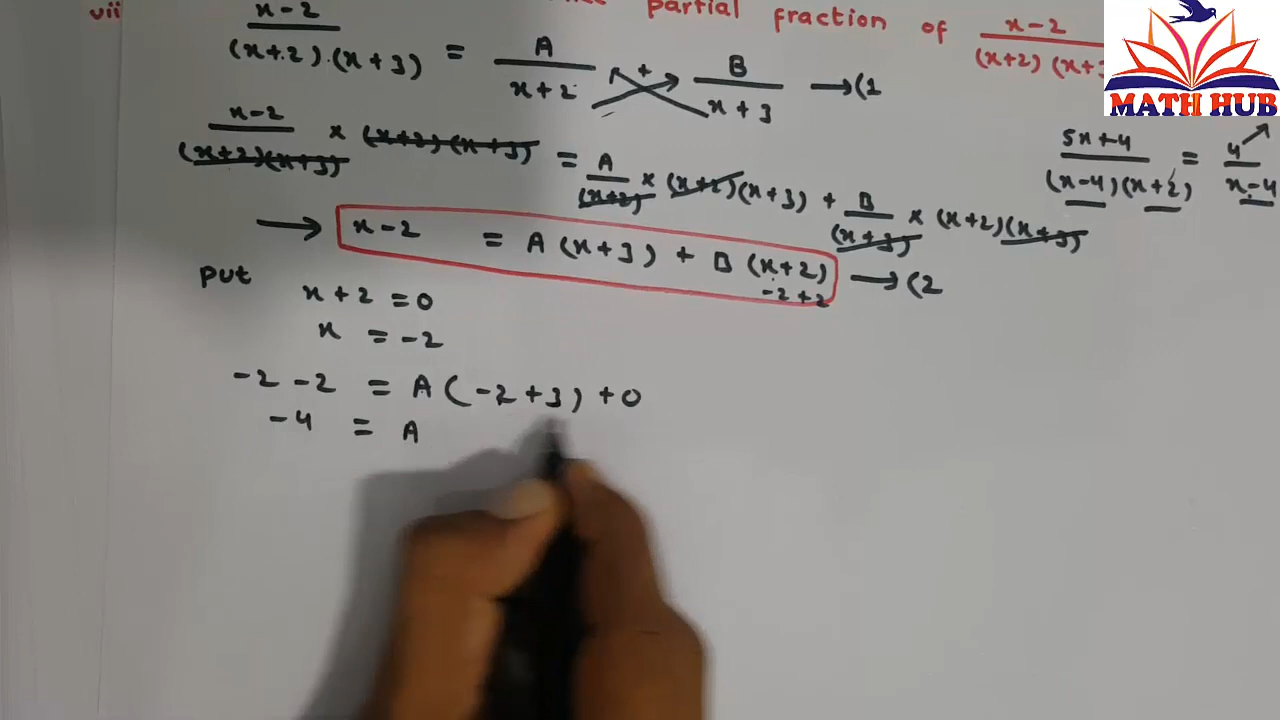 vii partial fraction of x-2 / (x+2) (x+3
x-2 / (x+2).(x+3) = A / x+2 + B / x+3 → (1
MATH HUB
x-2 / (x+2)(x+3) × (x+2)(x+3) = A / (x+2) × (x+2)(x+3) + B / (x+3) × (x+2)(x+3)
5x+4 / (x-4)(x+2) = 4 / x-4
→ x-2 = A (x+3) + B (x+2) → (2
-2+2
put x+2 = 0
x = -2
-2 -2 = A (-2+3) +0
-4 = A